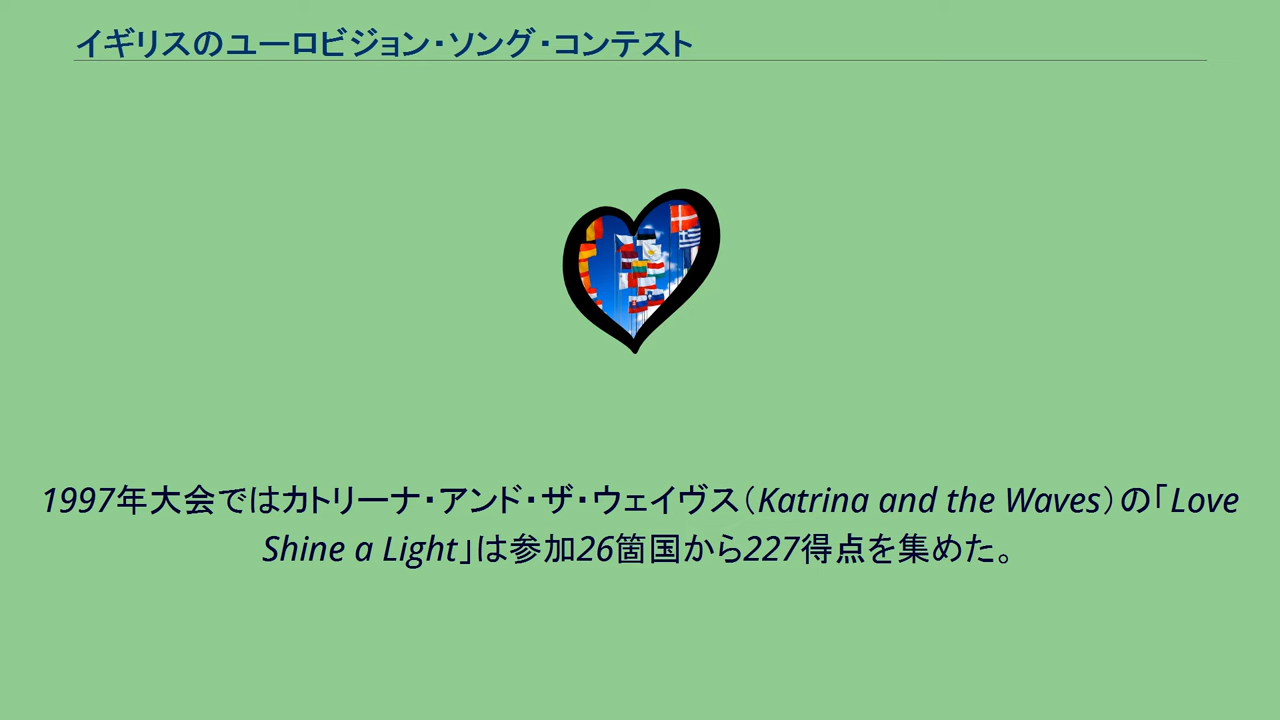 イギリスのユーロビジョン・ソング・コンテスト
1997年大会ではカトリーナ・アンド・ザ・ウェイヴス（Katrina and the Waves）の「Love
Shine a Light」は参加26箇国から227得点を集めた。